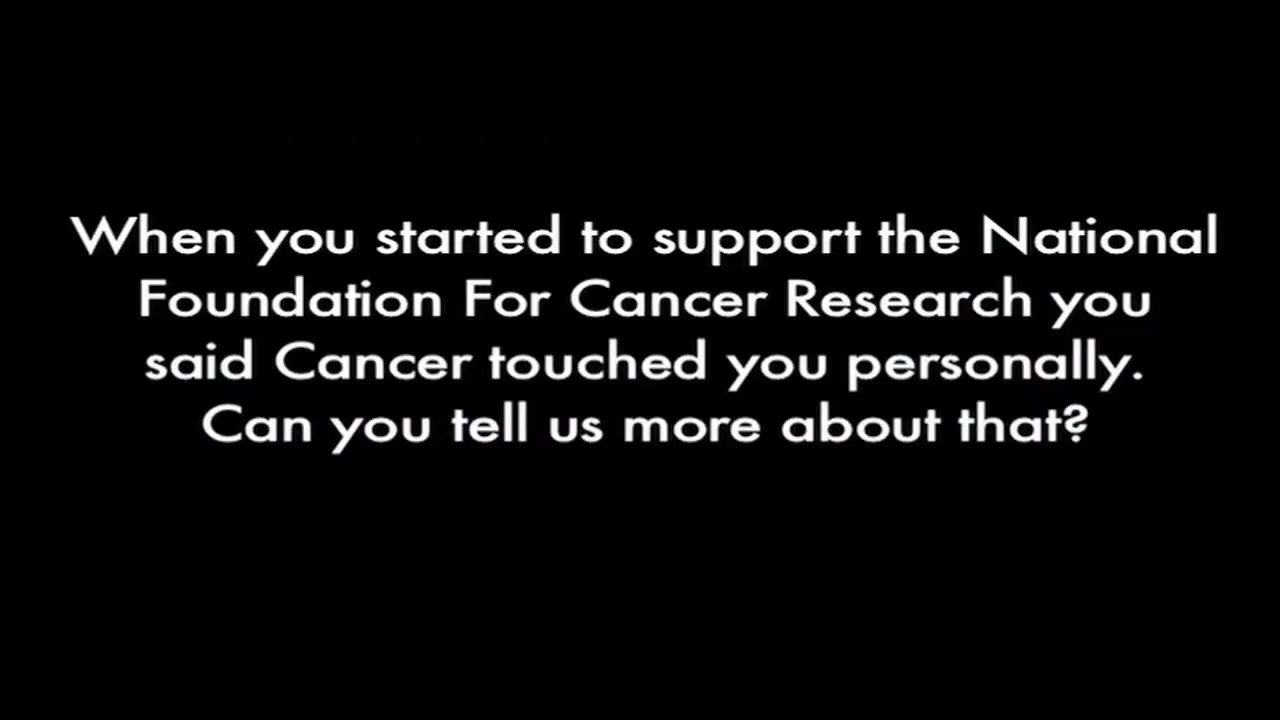 When you started to support the National
Foundation For Cancer Research you
said Cancer touched you personally.
Can you tell us more about that?